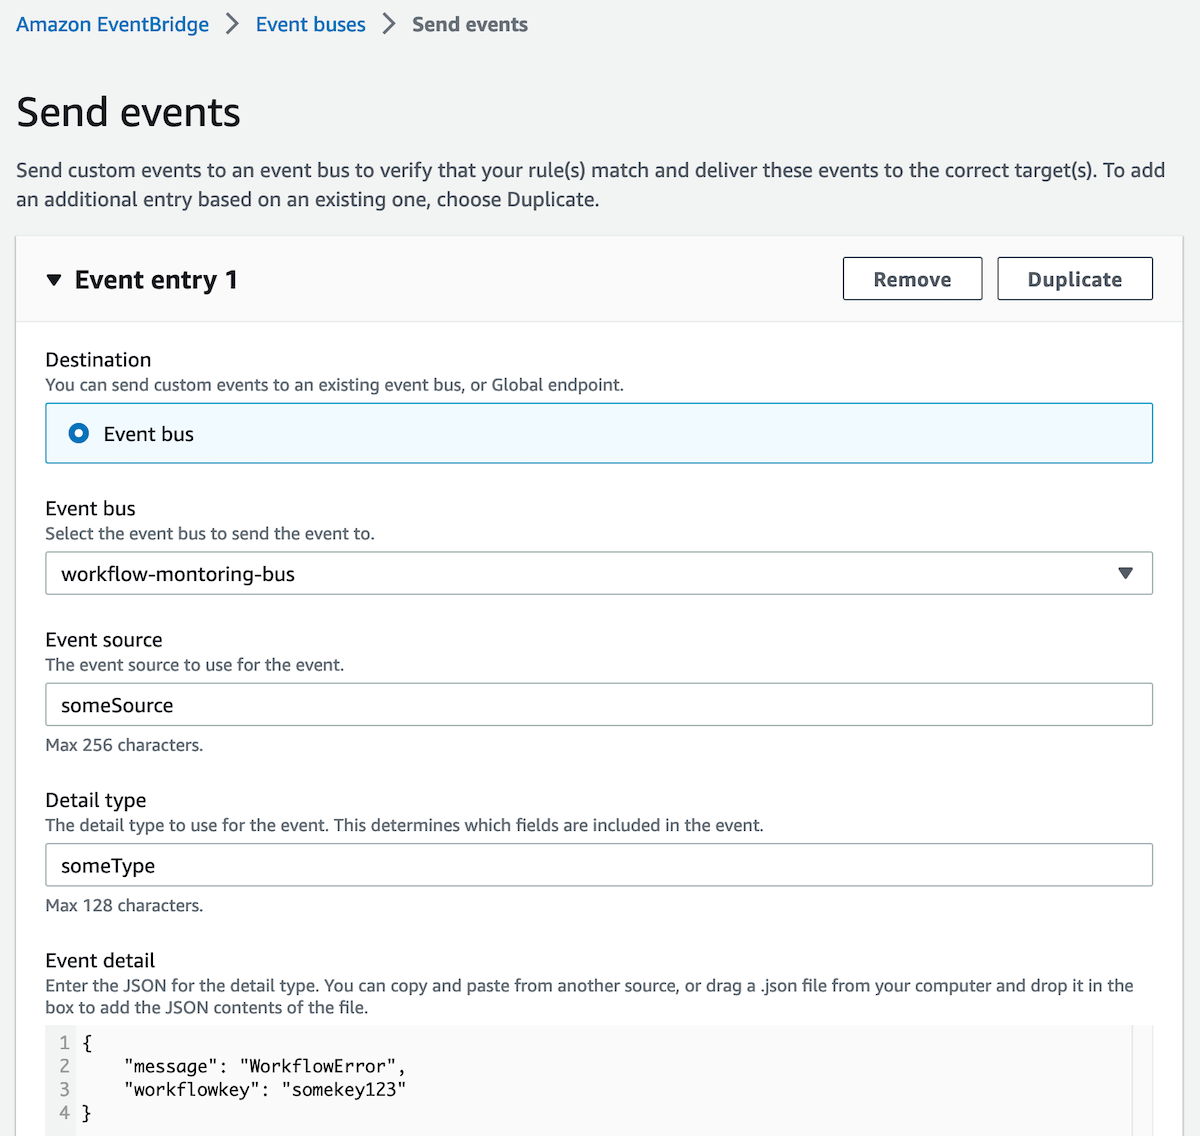 Amazon EventBridge > Event buses > Send events
Send events
Send custom events to an event bus to verify that your rule(s) match and deliver these events to the correct target(s). To add
an additional entry based on an existing one, choose Duplicate.
▼ Event entry 1 Remove Duplicate
Destination
You can send custom events to an existing event bus, or Global endpoint.
Event bus
Event bus
Select the event bus to send the event to.
workflow-montoring-bus
Event source
The event source to use for the event.
someSource
Max 256 characters.
Detail type
The detail type to use for the event. This determines which fields are included in the event.
someType
Max 128 characters.
Event detail
Enter the JSON for the detail type. You can copy and paste from another source, or drag a .json file from your computer and drop it in the
box to add the JSON contents of the file.
1 {
2 "message": "WorkflowError",
3 "workflowkey": "somekey123"
4 }